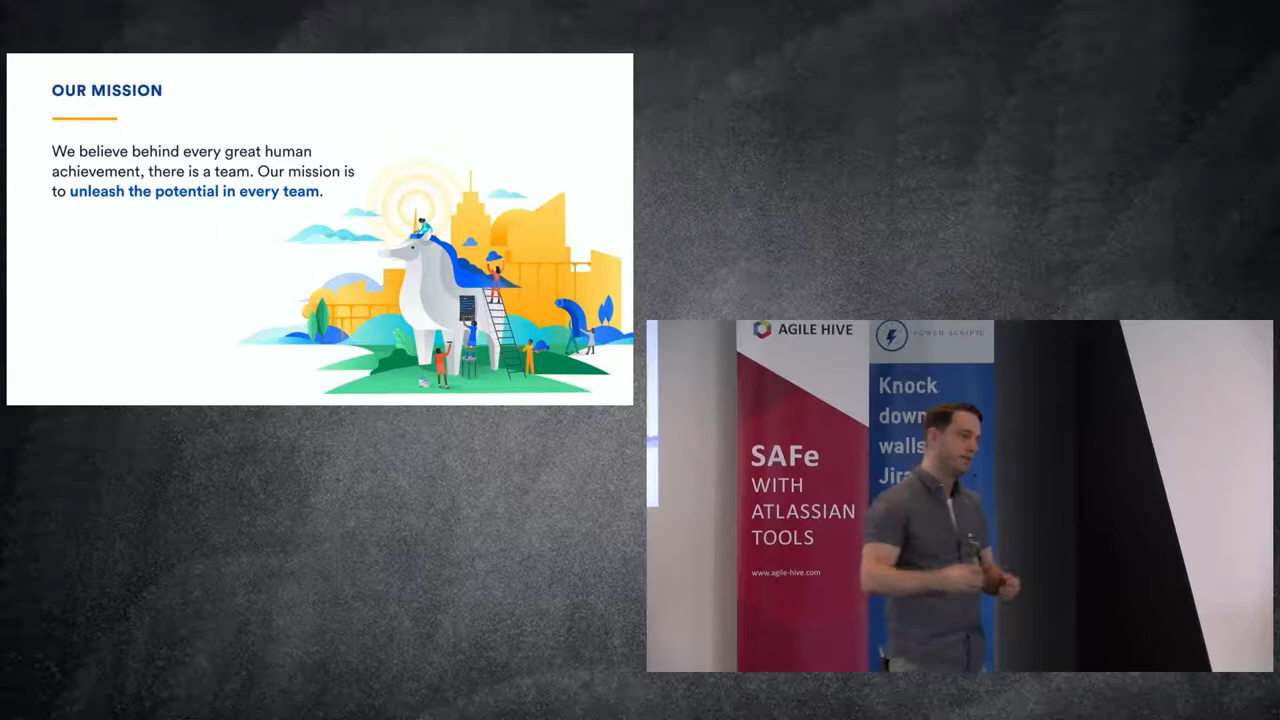 OUR MISSION
We believe behind every great human
achievement, there is a team. Our mission is
to unleash the potential in every team.
AGILE HIVE
SAFe
WITH
ATLASSIAN
TOOLS
www.agile-hive.com
POWER SCRIPTS
Knock
down
walls
Jira